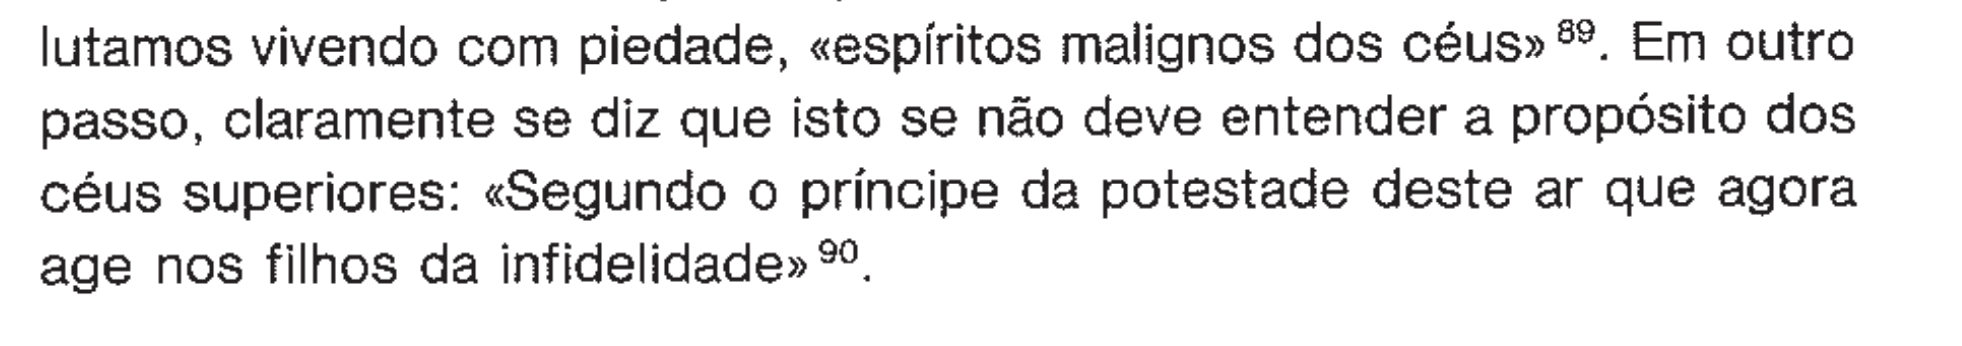 lutamos vivendo com piedade, «espíritos malignos dos céus» 89. Em outro
passo, claramente se diz que isto se não deve entender a propósito dos
céus superiores: «Segundo o príncipe da potestade deste ar que agora
age nos filhos da infidelidade» 90.